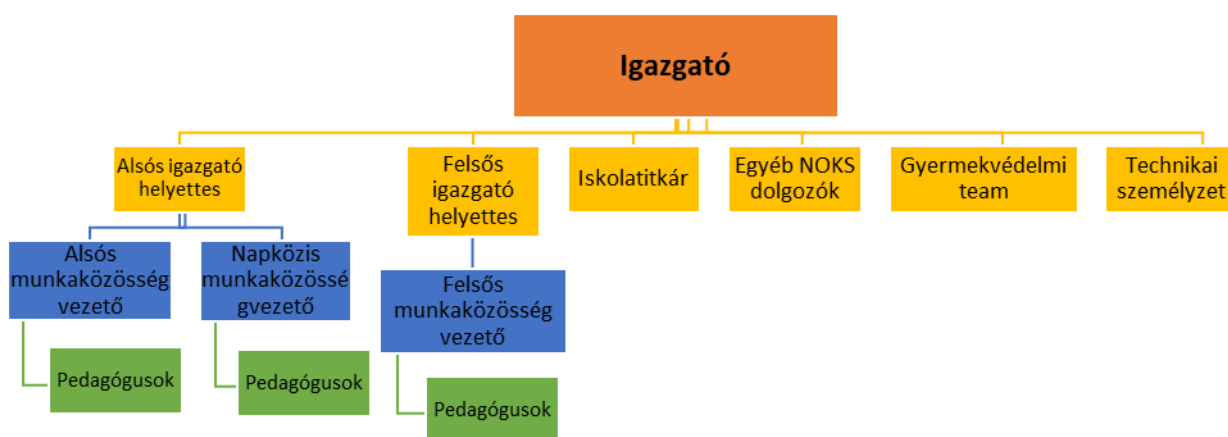 Igazgató
Alsós igazgató
helyettes
Felsős
igazgató
helyettes
Iskolatitkár
Egyéb NOKS
dolgozók
Gyermekvédelmi
team
Technikai
személyzet
Alsós
munkaközösség
vezető
Napközis
munkaközössé
gvezető
Felsős
munkaközösség
vezető
Pedagógusok
Pedagógusok
Pedagógusok